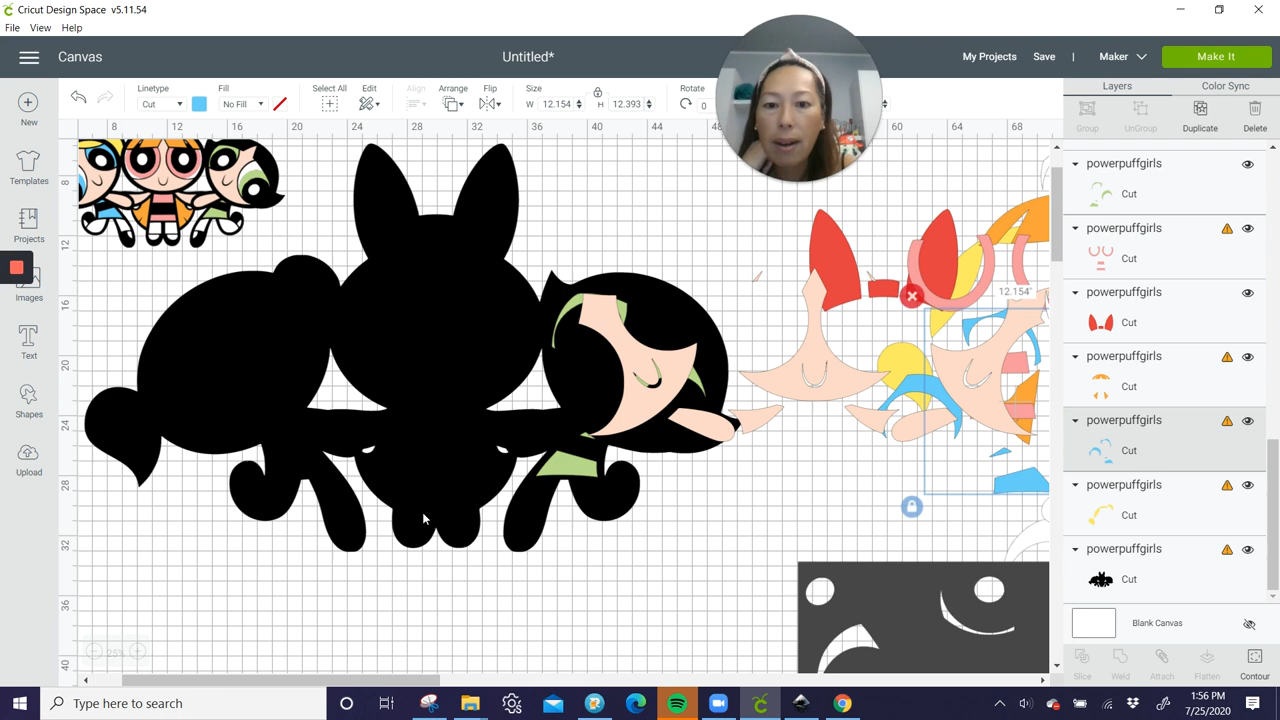 Cricut Design Space v5.11.54
File View Help
Canvas
Untitled*
My Projects Save | Maker Make It
Linetype
Cut
Fill
No Fill
Select All
Align
Edit
Arrange
Flip
Size
W 12.154
H 12.393
Rotate
0
Layers
Color Sync
Group
UnGroup
Duplicate
Delete
New
Templates
Projects
Images
Text
Shapes
Upload
8 12 16 20 24 28 32 36 40 44 48 60 64 68
8
12
16
20
24
28
32
36
40
12.154"
25%
powerpuffgirls
Cut
powerpuffgirls
Cut
powerpuffgirls
Cut
powerpuffgirls
Cut
powerpuffgirls
Cut
powerpuffgirls
Cut
powerpuffgirls
Cut
Blank Canvas
Slice
Weld
Attach
Flatten
Contour
Type here to search
1:56 PM
7/25/2020